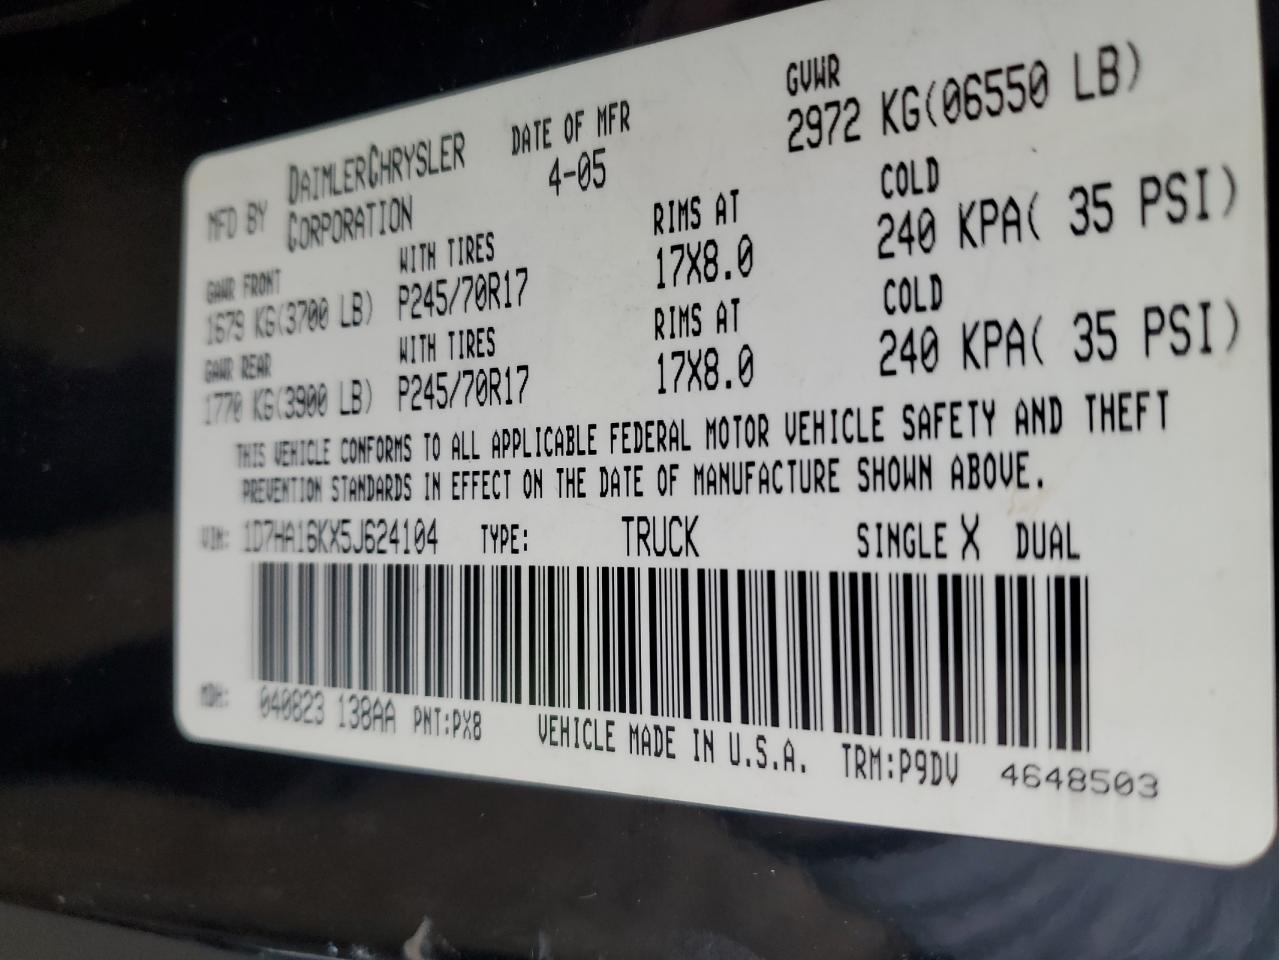 MFD BY DAIMLERCHRYSLER CORPORATION DATE OF MFR 4-05 GVWR 2972 KG(06550 LB)
GAWR FRONT WITH TIRES RIMS AT COLD
1679 KG(3700 LB) P245/70R17 17X8.0 240 KPA( 35 PSI)
GAWR REAR WITH TIRES RIMS AT COLD
1770 KG(3900 LB) P245/70R17 17X8.0 240 KPA( 35 PSI)
THIS VEHICLE CONFORMS TO ALL APPLICABLE FEDERAL MOTOR VEHICLE SAFETY AND THEFT
PREVENTION STANDARDS IN EFFECT ON THE DATE OF MANUFACTURE SHOWN ABOVE.
VIN: 1D7HA16KX5J624104 TYPE: TRUCK SINGLE X DUAL
MDH: 040823 138AA PNT:PX8 VEHICLE MADE IN U.S.A. TRM:P9DV 4648503